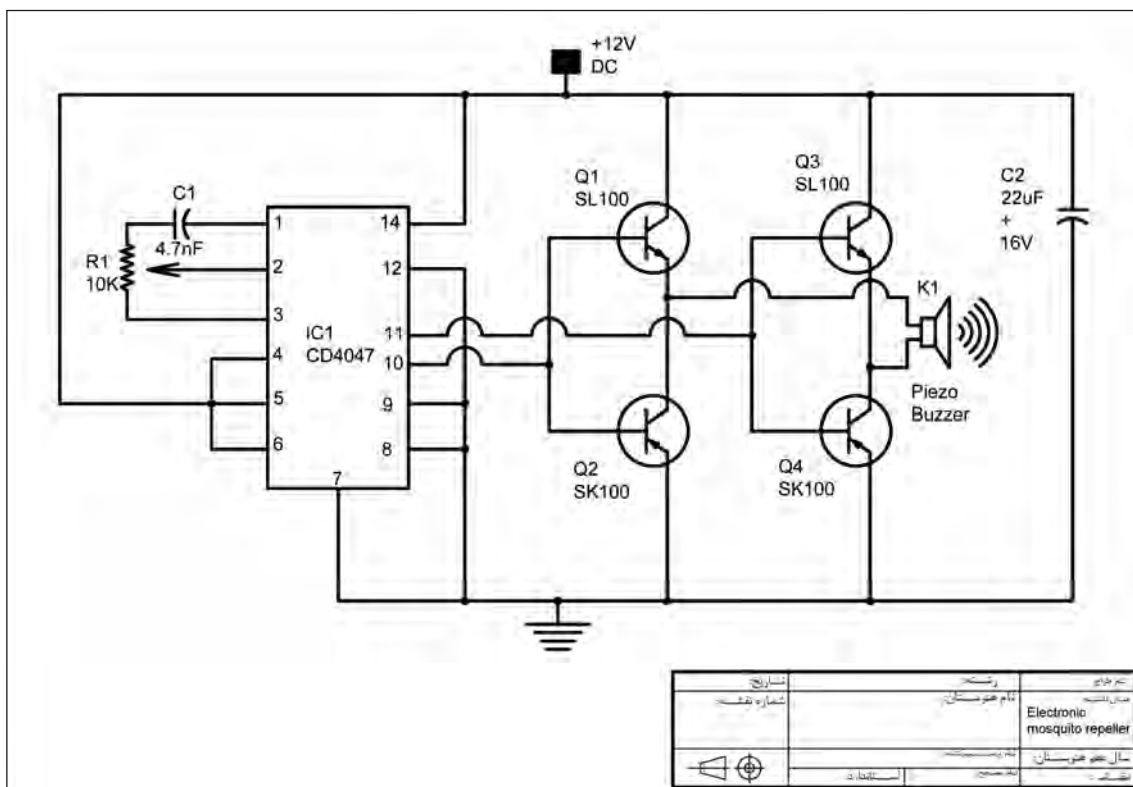 +12V
DC
C1
4.7nF
R1
10K
1
2
3
4
5
6
7
14
12
11
10
9
8
IC1
CD4047
Q1
SL100
Q3
SL100
Q2
SK100
Q4
SK100
C2
22uF
+
16V
K1
Piezo
Buzzer
رشته:
تاریخ:
نام هنرستان:
شماره نقشه:
Electronic
mosquito repeller